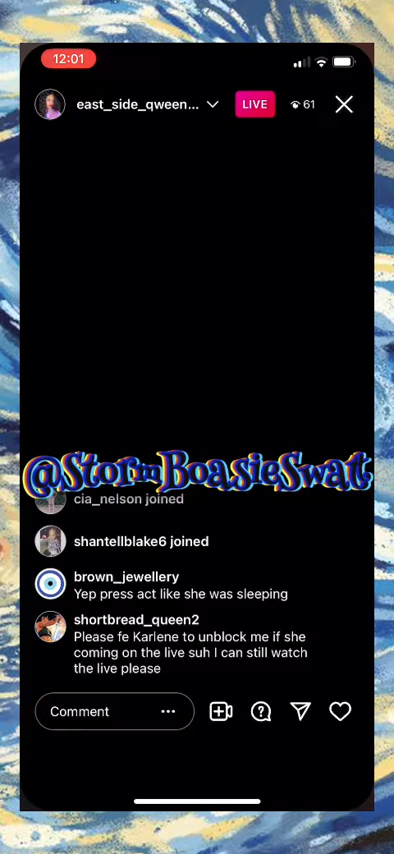 12:01
east_side_qween... LIVE 61
@StormBoasieSwat
cia_nelson joined
shantellblake6 joined
brown_jewellery
Yep press act like she was sleeping
shortbread_queen2
Please fe Karlene to unblock me if she
coming on the live suh I can still watch
the live please
Comment ...